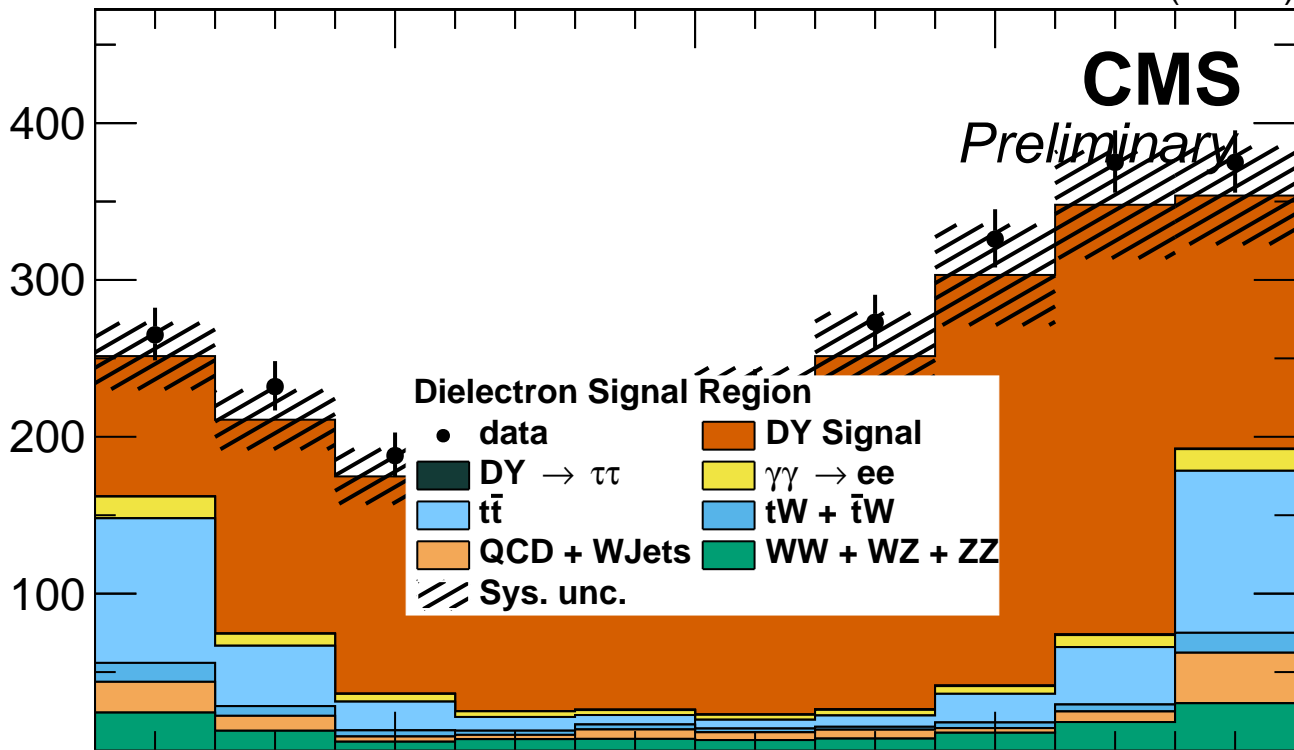 CMS
Preliminary
400
300
200
100
Dielectron Signal Region
data
DY Signal
DY → ττ
γγ → ee
tt̄
tW + t̄W
QCD + WJets
WW + WZ + ZZ
Sys. unc.